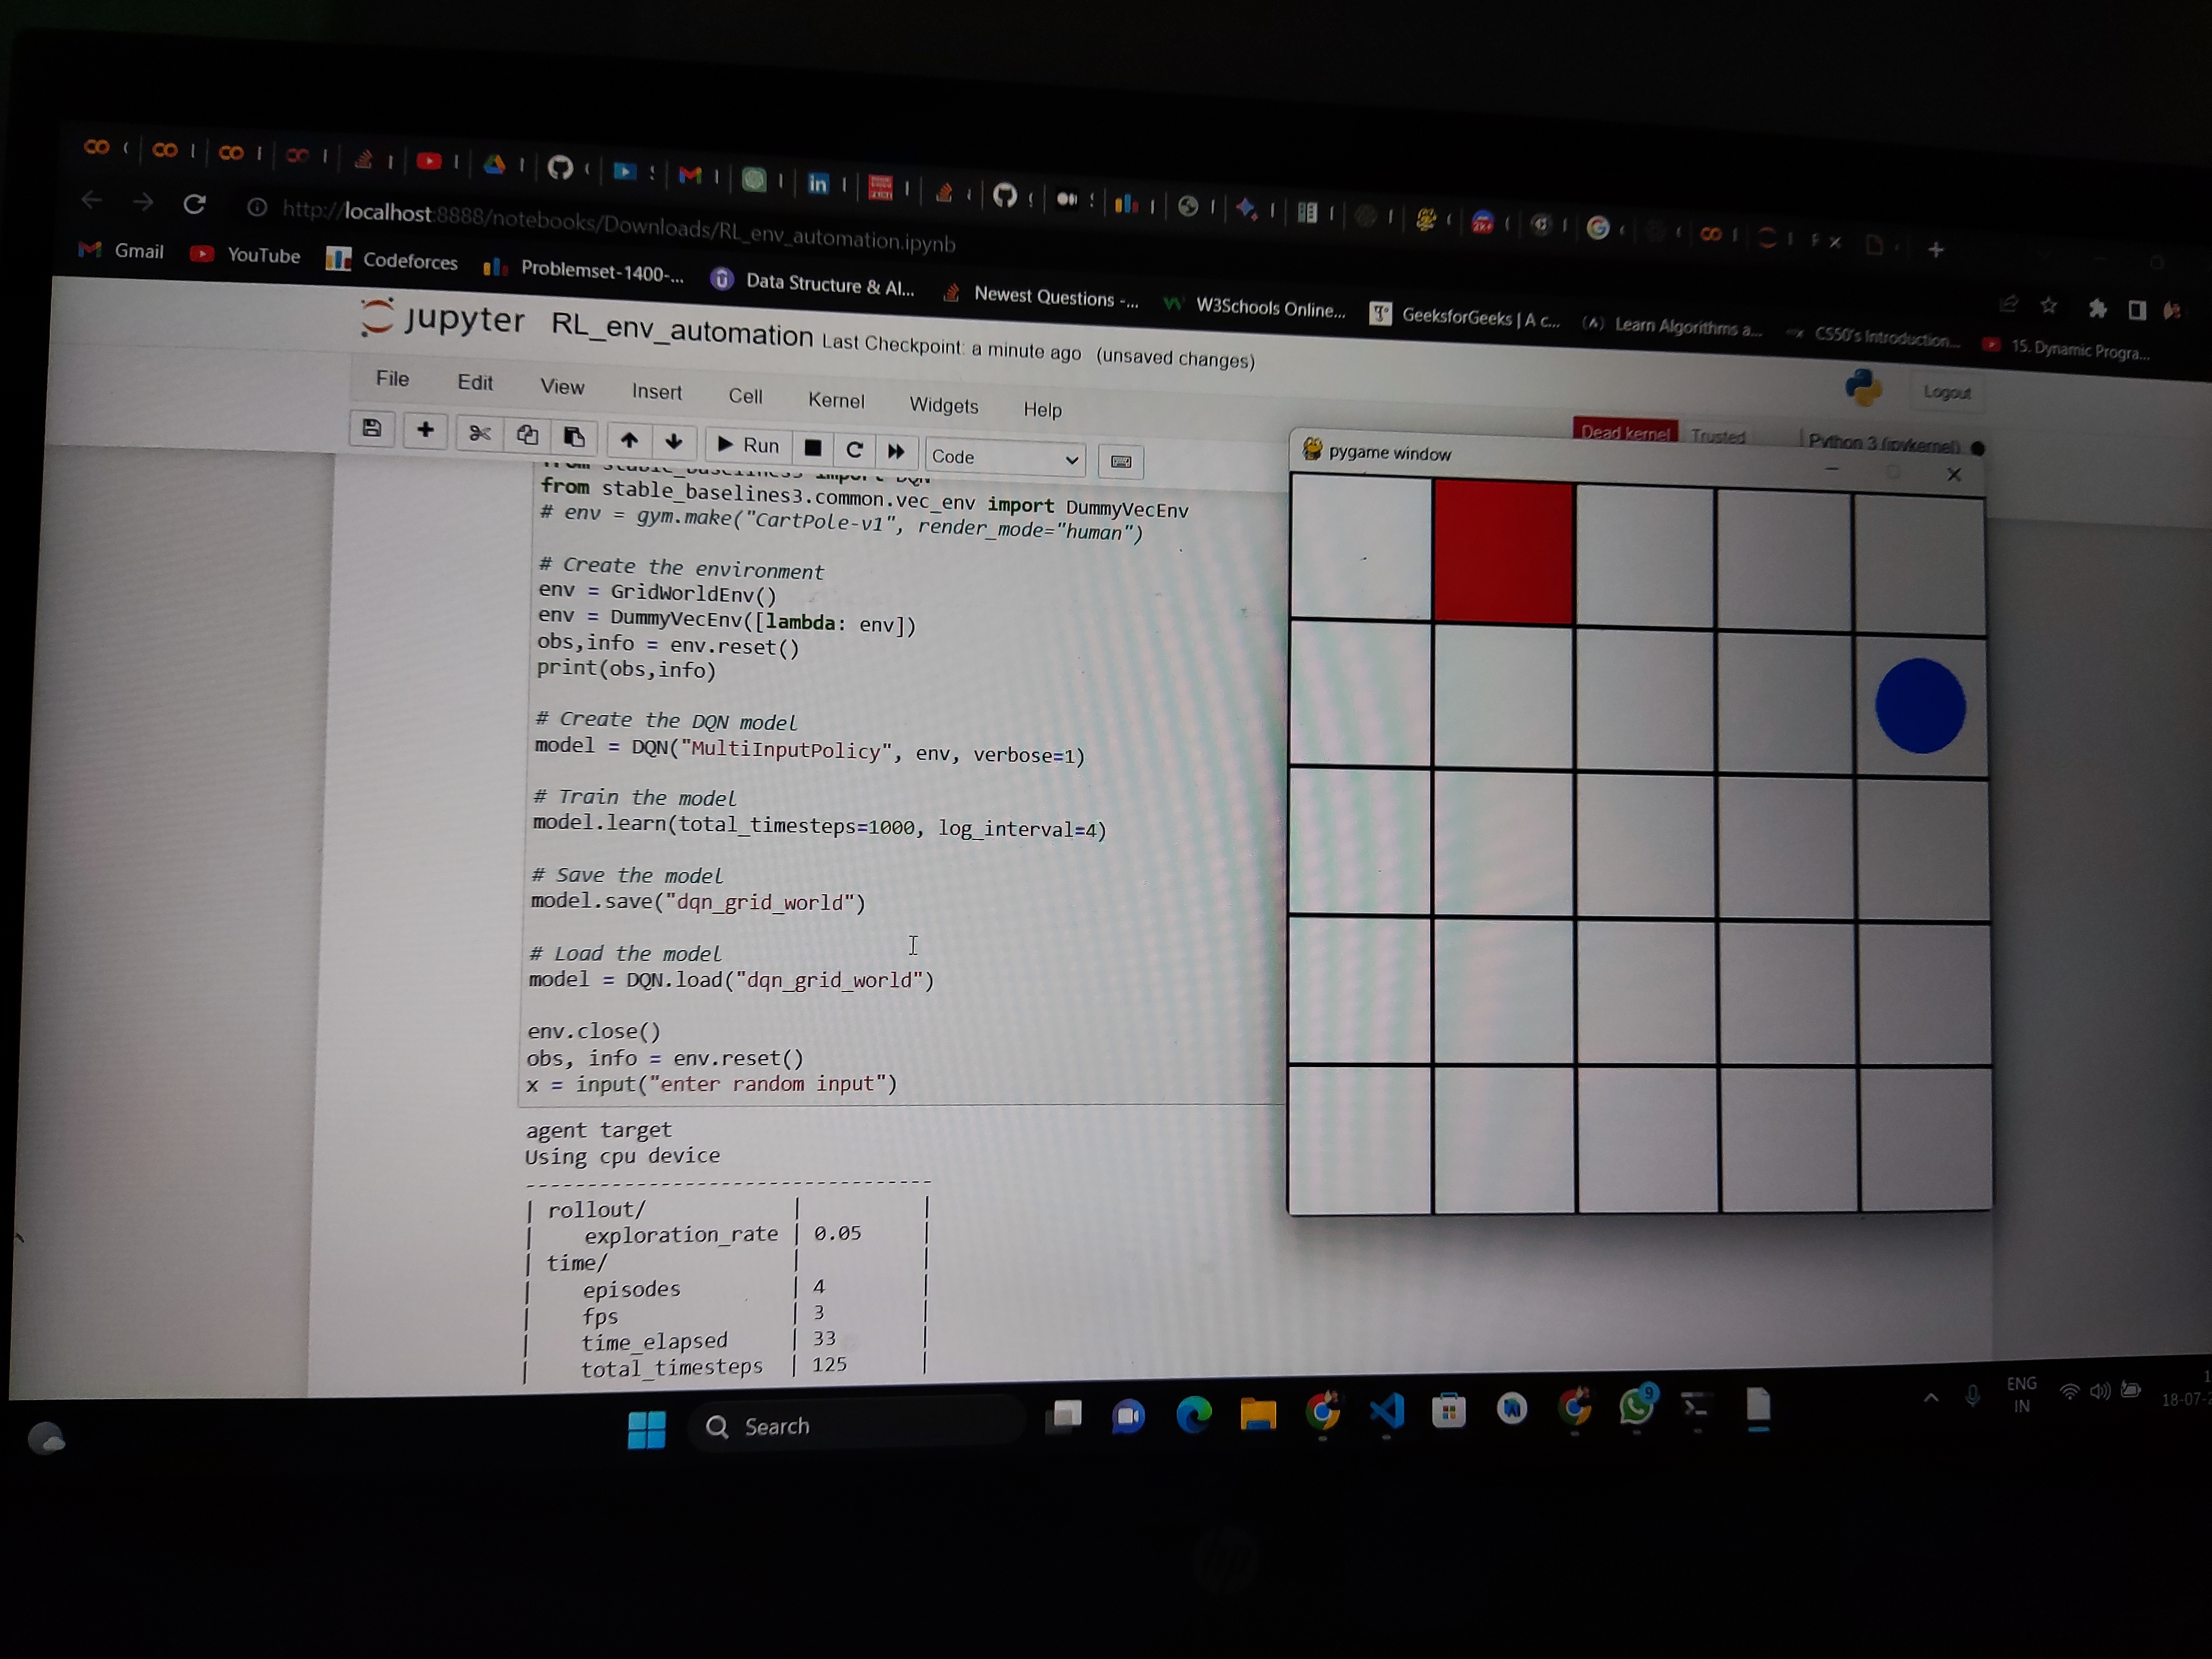 http://localhost:8888/notebooks/Downloads/RL_env_automation.ipynb
Gmail YouTube Codeforces Problemset-1400-... Data Structure & Al... Newest Questions -... W3Schools Online... GeeksforGeeks | A c... Learn Algorithms a... CS50's Introduction... 15. Dynamic Progra...
jupyter RL_env_automation Last Checkpoint: a minute ago (unsaved changes)
Logout
File Edit View Insert Cell Kernel Widgets Help
Dead kernel Trusted Python 3 (ipykernel)
Run Code
pygame window
from stable_baselines3 import DQN
from stable_baselines3.common.vec_env import DummyVecEnv
# env = gym.make("CartPole-v1", render_mode="human")
# Create the environment
env = GridWorldEnv()
env = DummyVecEnv([lambda: env])
obs,info = env.reset()
print(obs,info)
# Create the DQN model
model = DQN("MultiInputPolicy", env, verbose=1)
# Train the model
model.learn(total_timesteps=1000, log_interval=4)
# Save the model
model.save("dqn_grid_world")
# Load the model
model = DQN.load("dqn_grid_world")
env.close()
obs, info = env.reset()
x = input("enter random input")
agent target
Using cpu device
----------------------------------
| rollout/ | |
| exploration_rate | 0.05 |
| time/ | |
| episodes | 4 |
| fps | 3 |
| time_elapsed | 33 |
| total_timesteps | 125 |
Search
9
ENG
IN
18-07-2
hp